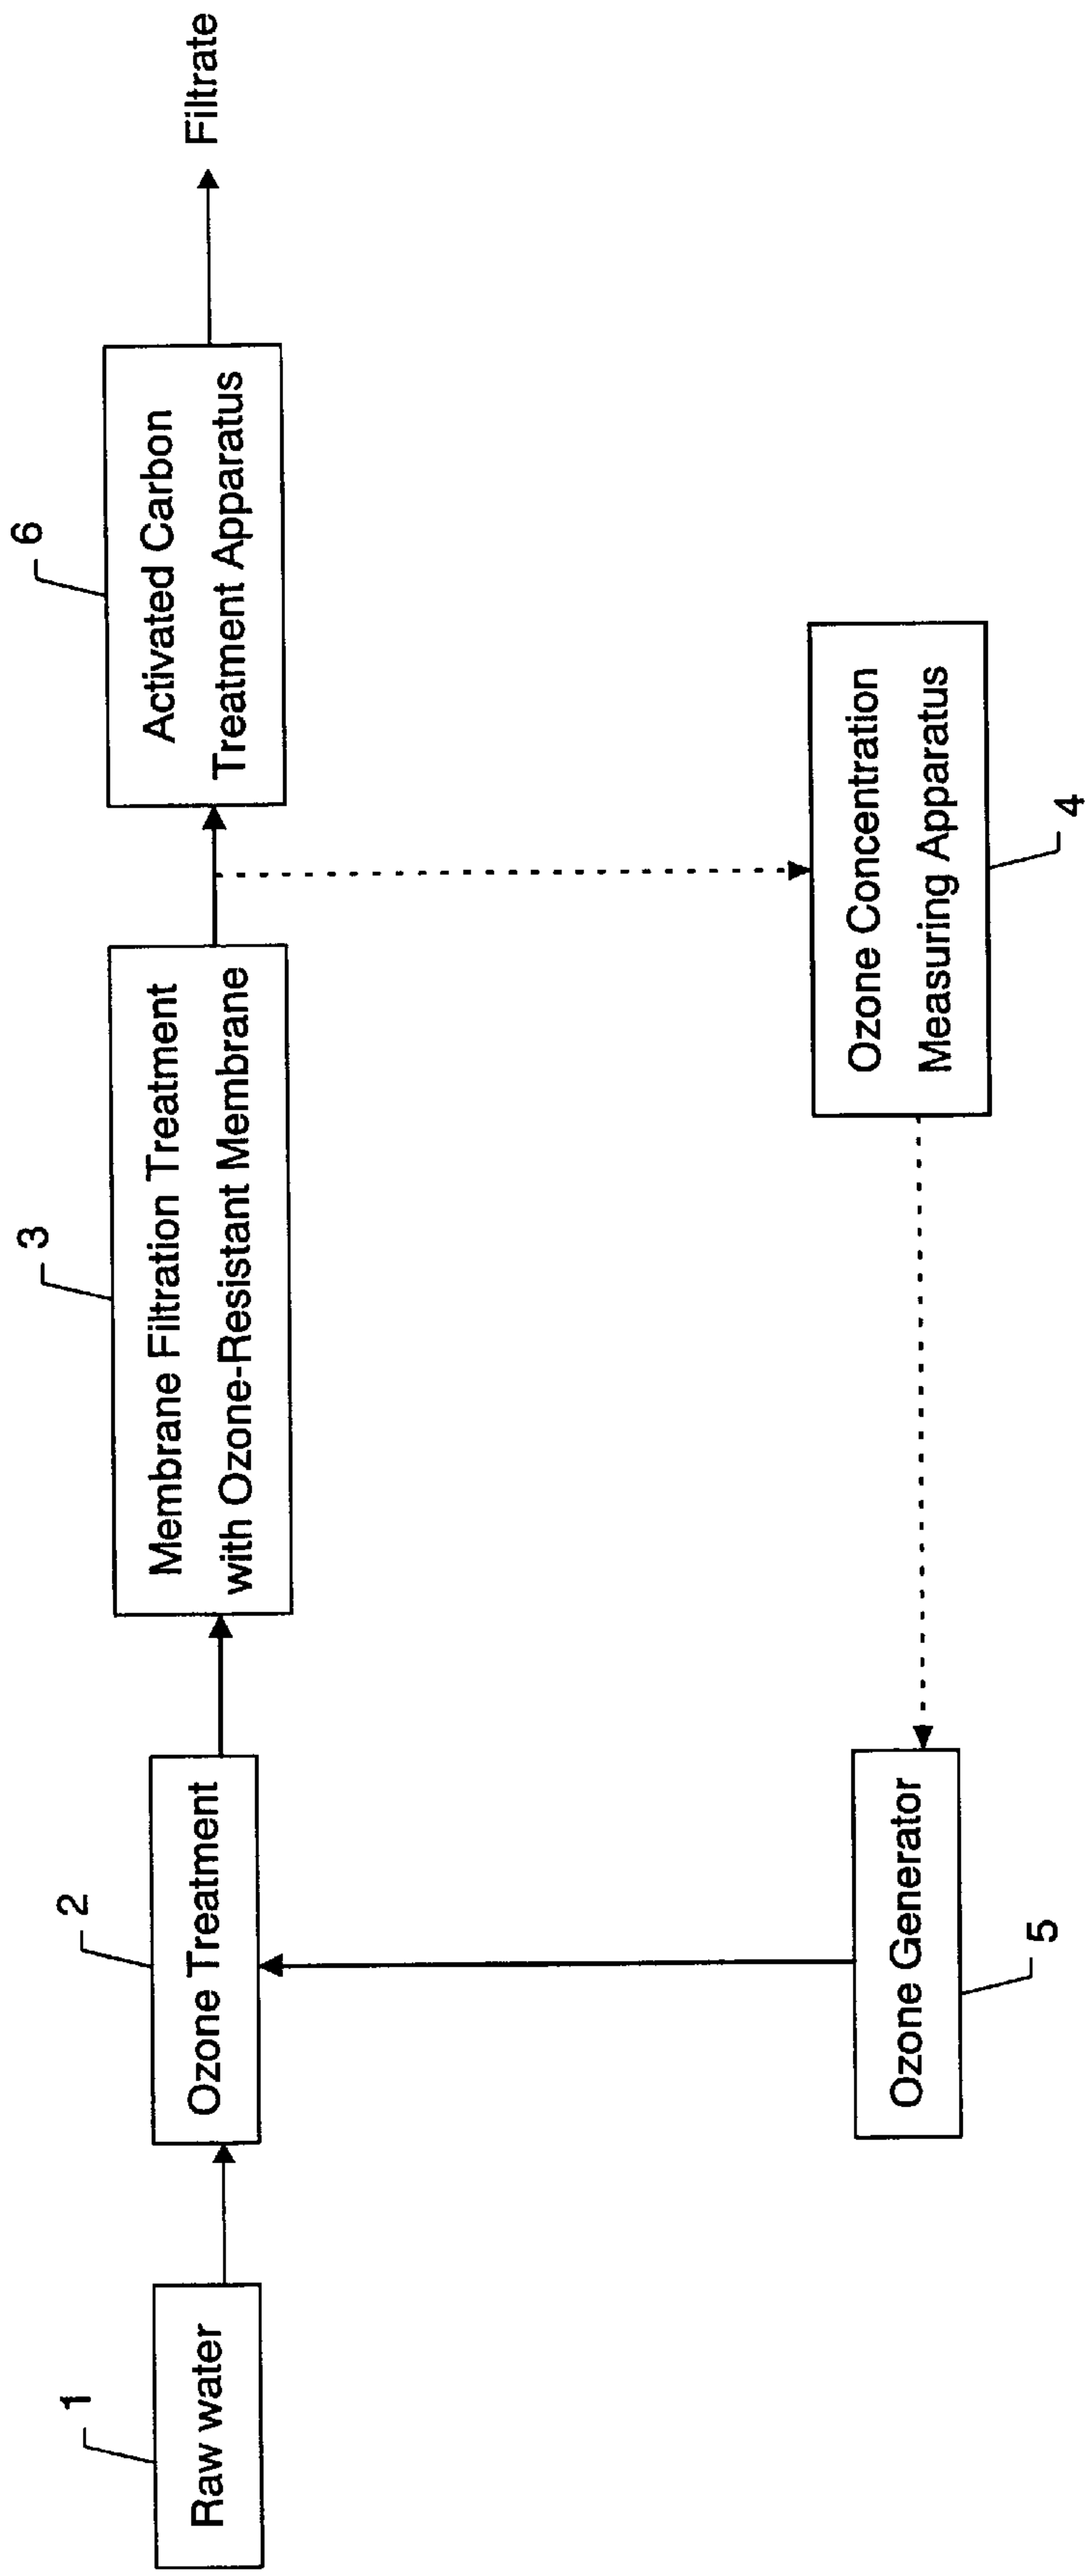 1
Raw water
2
Ozone Treatment
3
Membrane Filtration Treatment
with Ozone-Resistant Membrane
6
Activated Carbon
Treatment Apparatus
Filtrate
Ozone Generator
5
Ozone Concentration
Measuring Apparatus
4